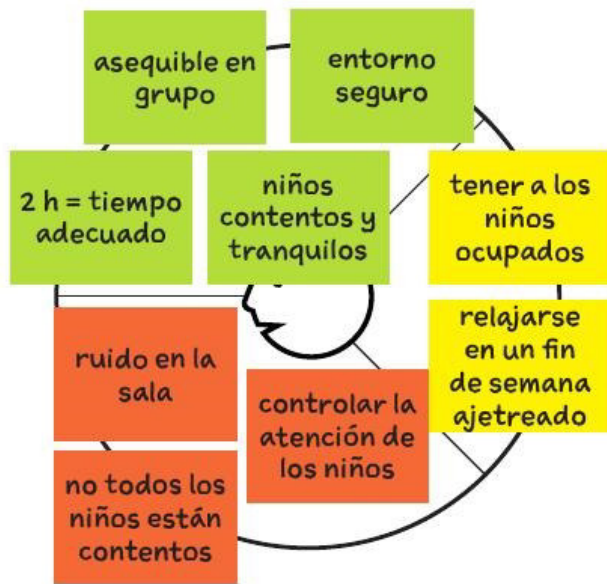 asequible en
grupo
entorno
seguro
2 h = tiempo
adecuado
niños
contentos y
tranquilos
tener a los
niños
ocupados
relajarse
en un fin
de semana
ajetreado
ruido en la
sala
controlar la
atención de
los niños
no todos los
niños están
contentos